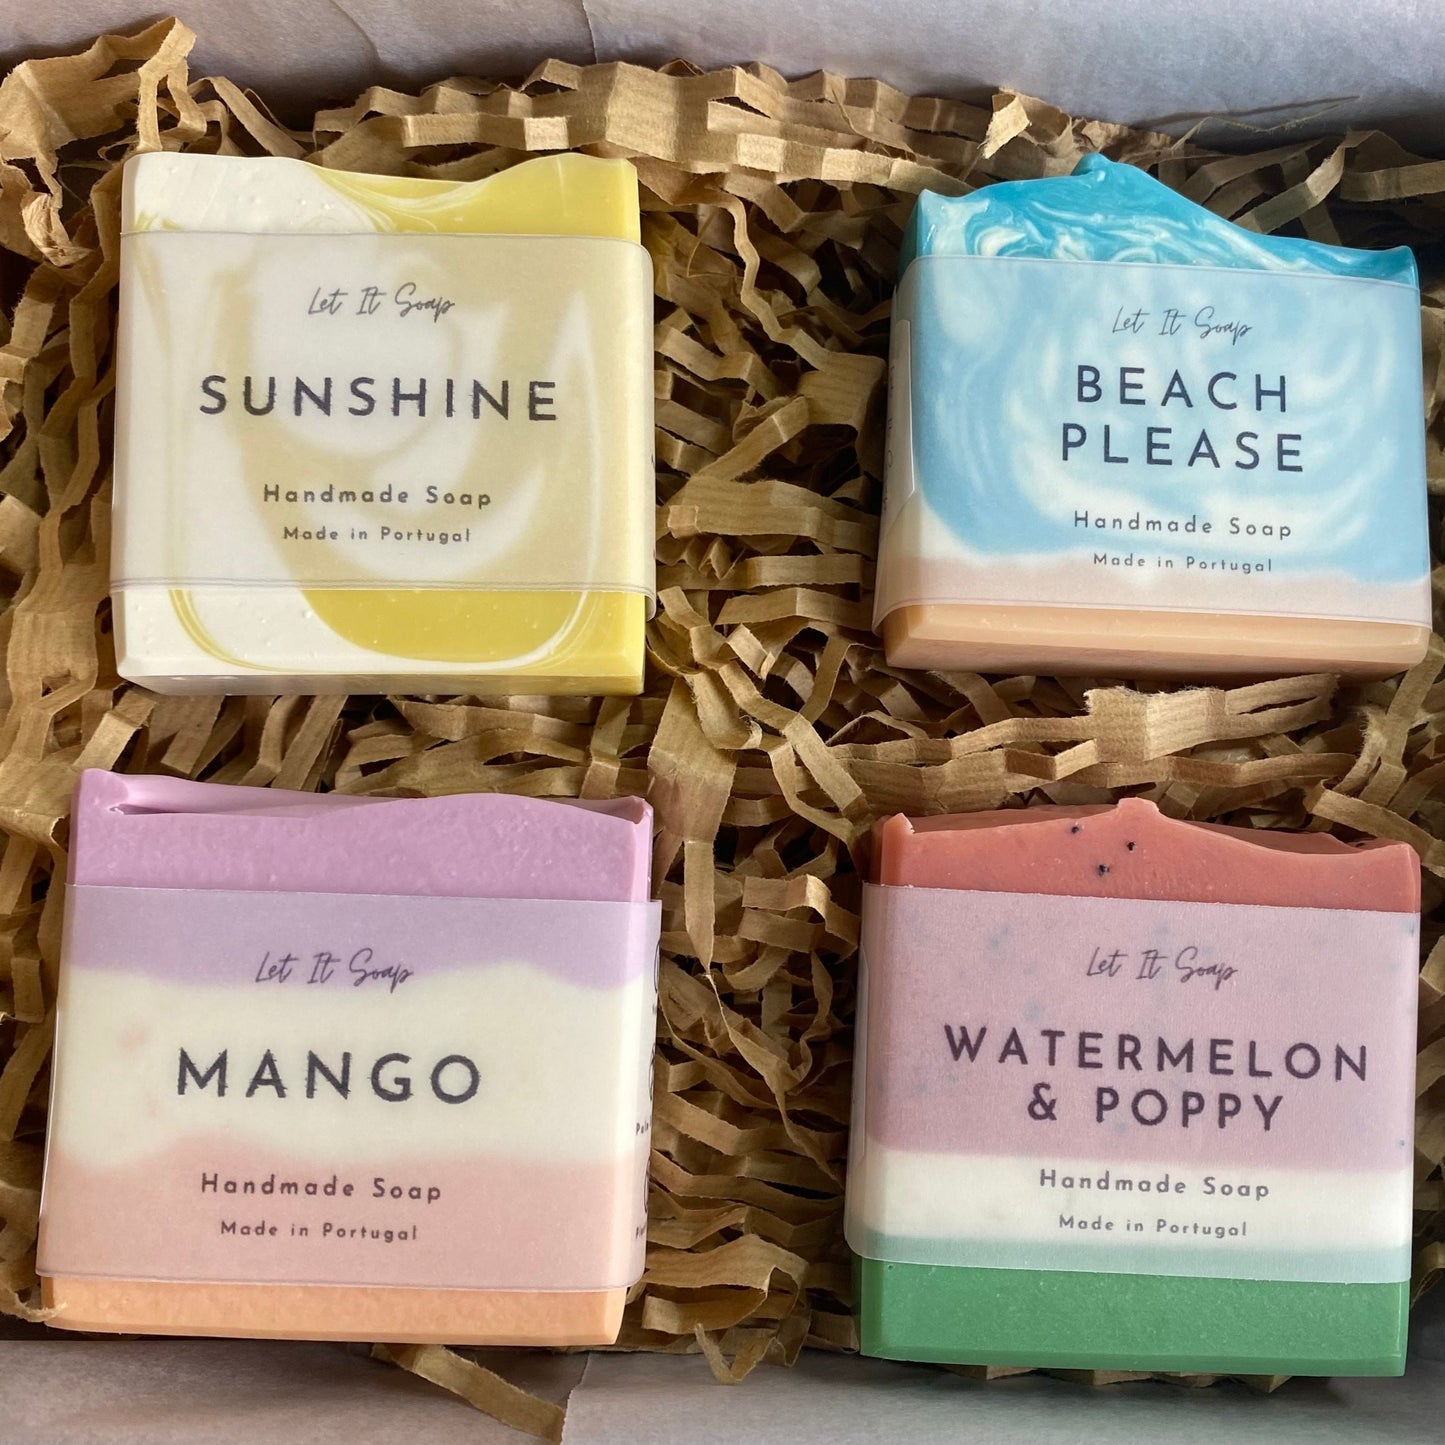 Let It Soap
SUNSHINE
Handmade Soap
Made in Portugal
Let It Soap
BEACH
PLEASE
Handmade Soap
Made in Portugal
Let It Soap
MANGO
Handmade Soap
Made in Portugal
Let It Soap
WATERMELON
& POPPY
Handmade Soap
Made in Portugal